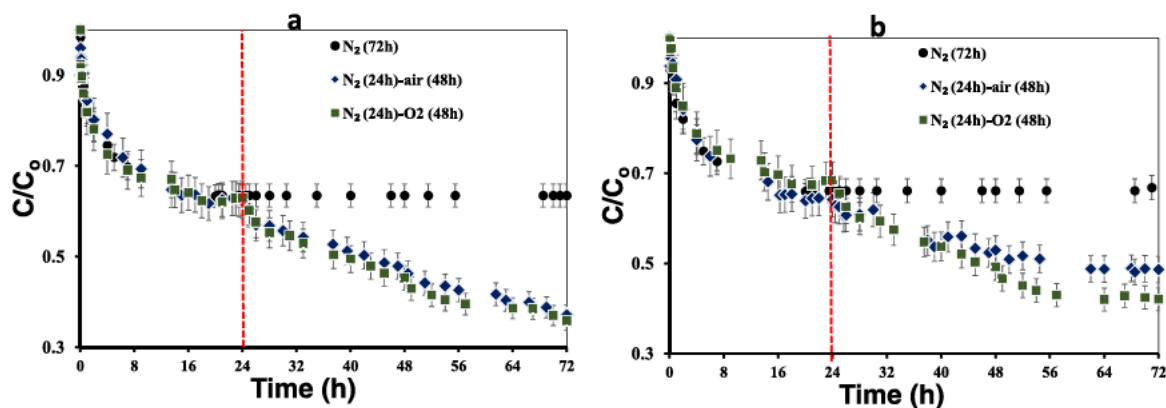 a
N₂ (72h)
N₂ (24h)-air (48h)
N₂ (24h)-O2 (48h)
C/Cₒ
0.9
0.7
0.5
0.3
0 8 16 24 32 40 48 56 64 72
Time (h)
b
N₂ (72h)
N₂ (24h)-air (48h)
N₂ (24h)-O2 (48h)
C/Cₒ
0.9
0.7
0.5
0.3
0 8 16 24 32 40 48 56 64 72
Time (h)